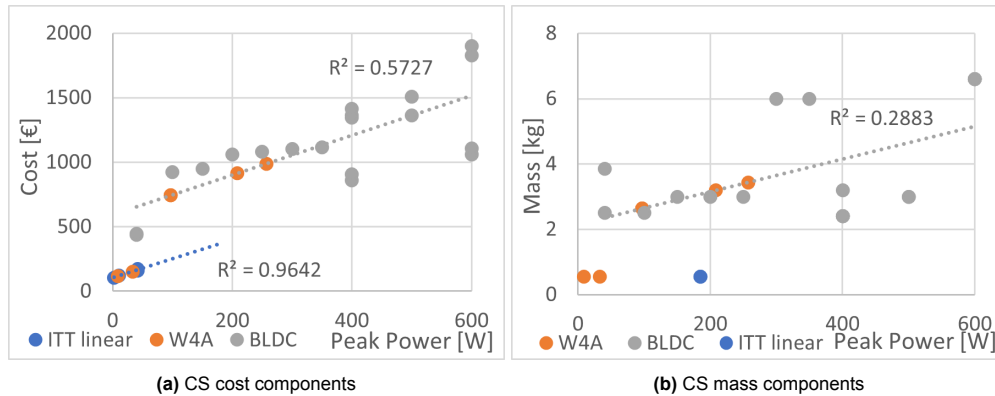 2000
1500
1000
500
0
0
200
400
600
Cost [€]
R² = 0.5727
R² = 0.9642
ITT linear W4A BLDC Peak Power [W]
(a) CS cost components
8
6
4
2
0
0
200
400
600
Mass [kg]
R² = 0.2883
W4A BLDC ITT linear Peak Power [W]
(b) CS mass components